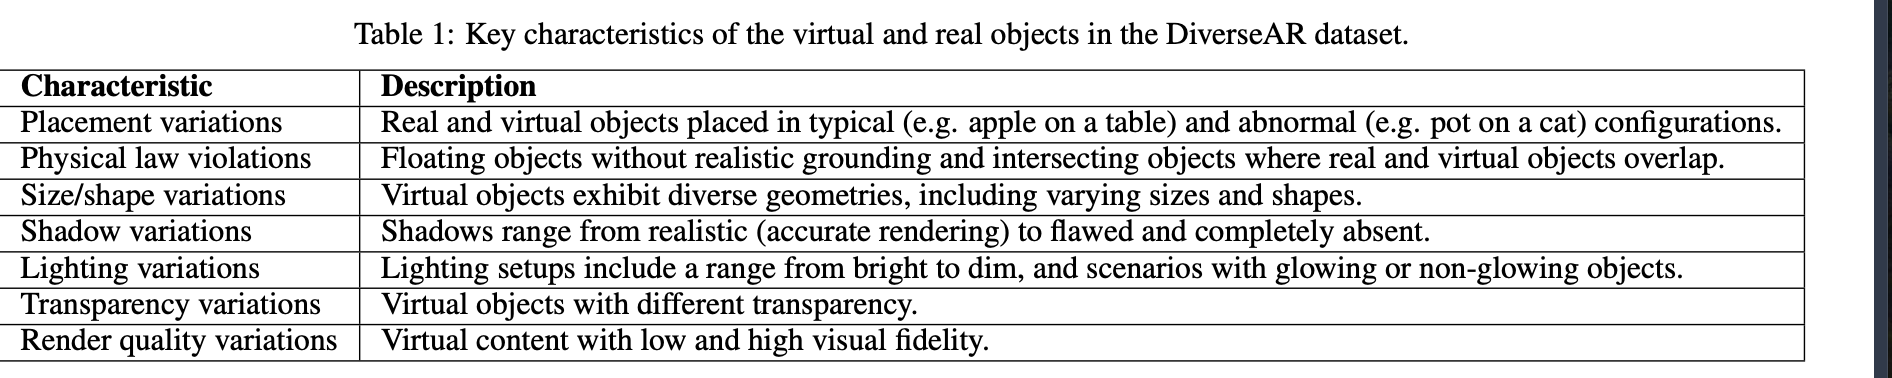 Table 1: Key characteristics of the virtual and real objects in the DiverseAR dataset.
Characteristic Description
Placement variations Real and virtual objects placed in typical (e.g. apple on a table) and abnormal (e.g. pot on a cat) configurations.
Physical law violations Floating objects without realistic grounding and intersecting objects where real and virtual objects overlap.
Size/shape variations Virtual objects exhibit diverse geometries, including varying sizes and shapes.
Shadow variations Shadows range from realistic (accurate rendering) to flawed and completely absent.
Lighting variations Lighting setups include a range from bright to dim, and scenarios with glowing or non-glowing objects.
Transparency variations Virtual objects with different transparency.
Render quality variations Virtual content with low and high visual fidelity.